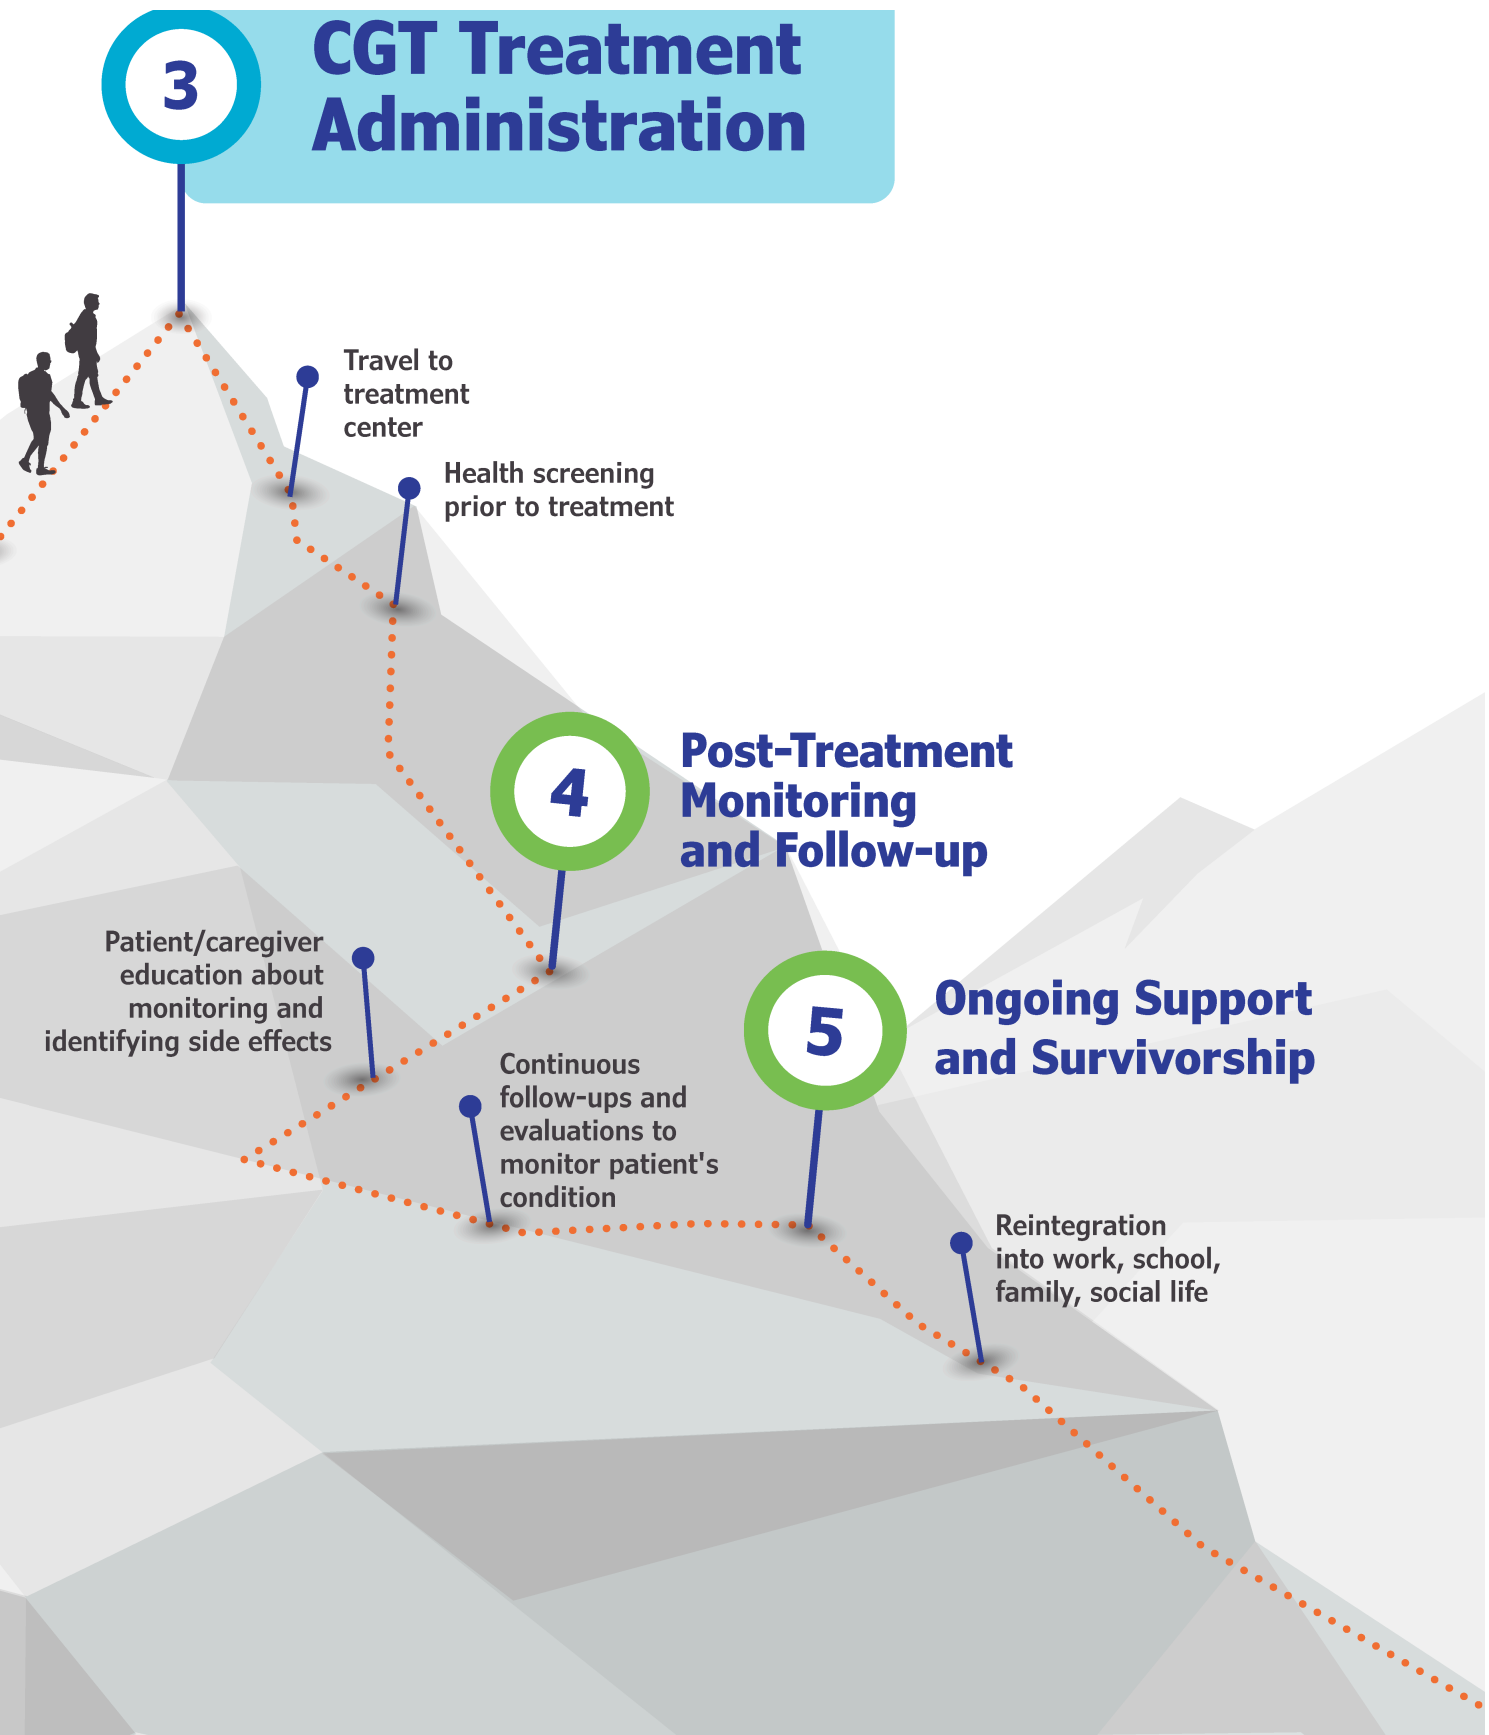 3
CGT Treatment
Administration
Travel to
treatment
center
Health screening
prior to treatment
4
Post-Treatment
Monitoring
and Follow-up
Patient/caregiver
education about
monitoring and
identifying side effects
Continuous
follow-ups and
evaluations to
monitor patient's
condition
5
Ongoing Support
and Survivorship
Reintegration
into work, school,
family, social life